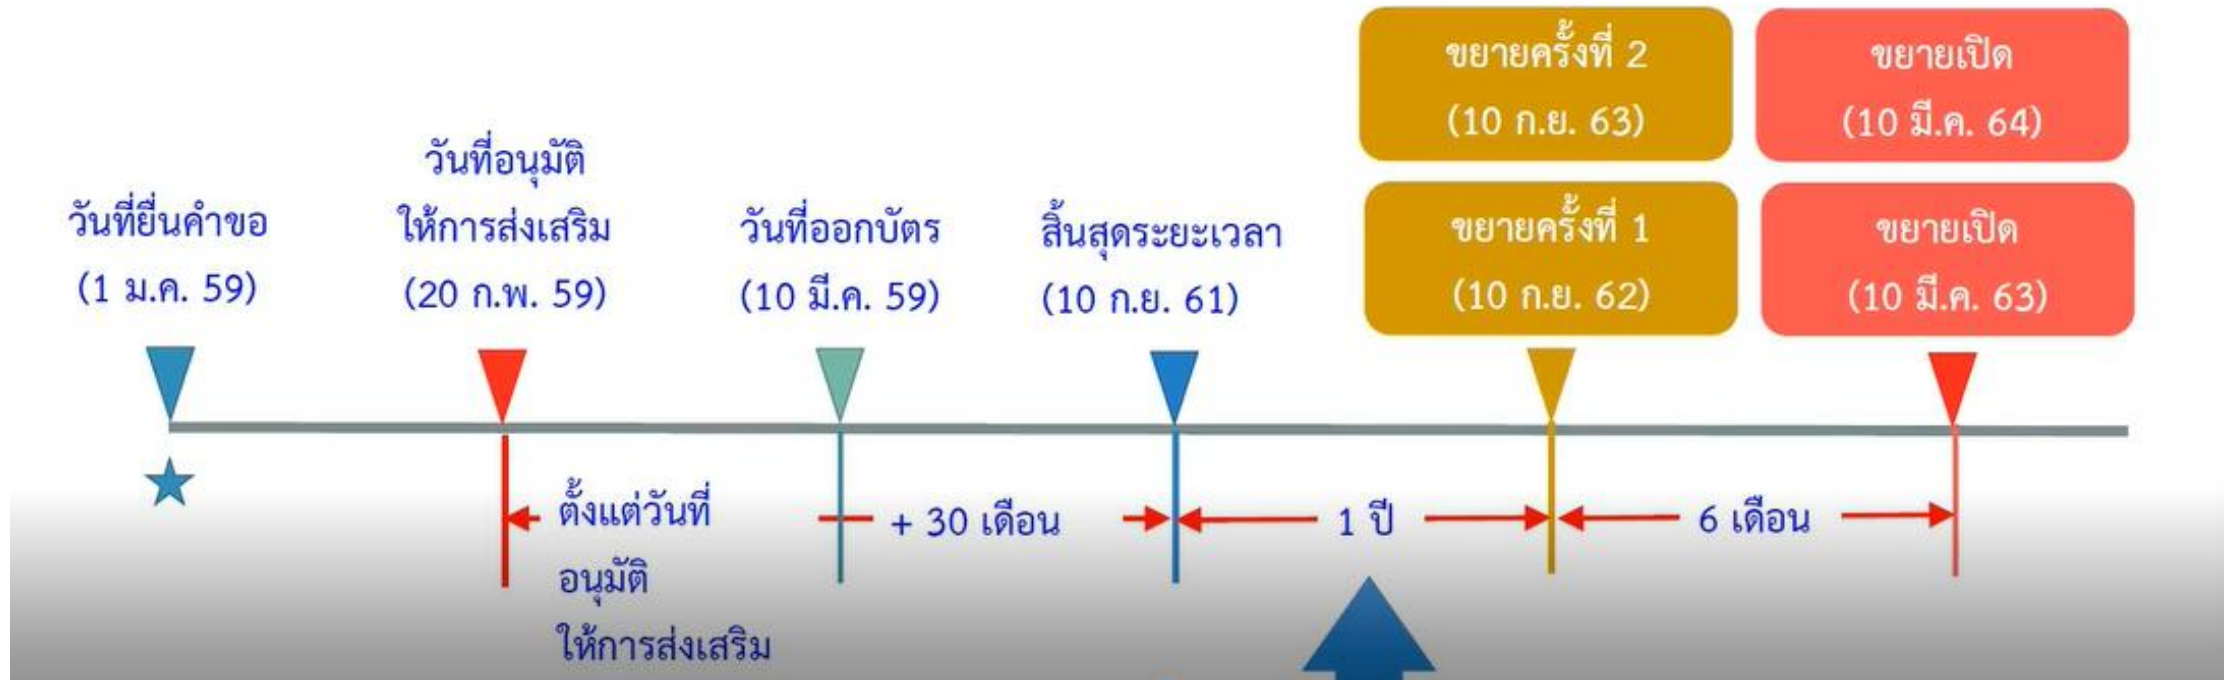 วันที่ยื่นคำขอ
(1 ม.ค. 59)
วันที่อนุมัติ
ให้การส่งเสริม
(20 ก.พ. 59)
วันที่ออกบัตร
(10 มี.ค. 59)
สิ้นสุดระยะเวลา
(10 ก.ย. 61)
ขยายครั้งที่ 2
(10 ก.ย. 63)
ขยายครั้งที่ 1
(10 ก.ย. 62)
ขยายเปิด
(10 มี.ค. 64)
ขยายเปิด
(10 มี.ค. 63)
ตั้งแต่วันที่
อนุมัติ
ให้การส่งเสริม
+ 30 เดือน
1 ปี
6 เดือน